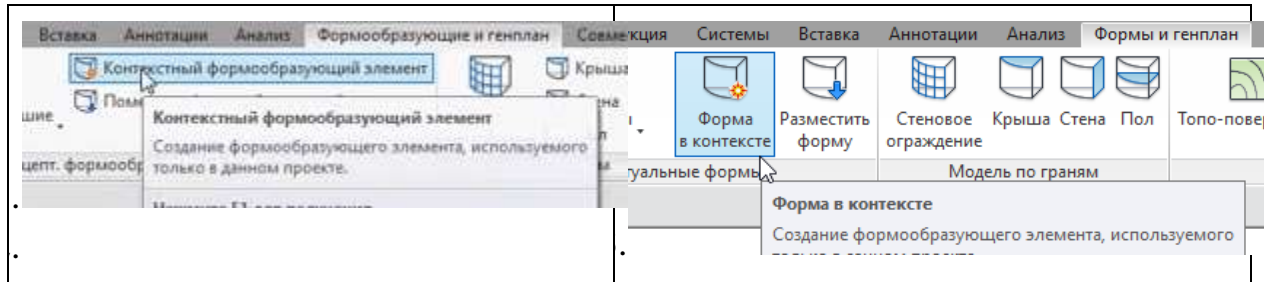 Вставка Аннотации Анализ Формообразующие и генплан
Контекстный формообразующий элемент
Крыша
Контекстный формообразующий элемент
Создание формообразующего элемента, используемого
только в данном проекте.
Системы Вставка Аннотации Анализ Формы и генплан
Форма
в контексте
Разместить
форму
Стеновое
ограждение
Крыша Стена Пол
Модель по граням
Форма в контексте
Создание формообразующего элемента, используемого